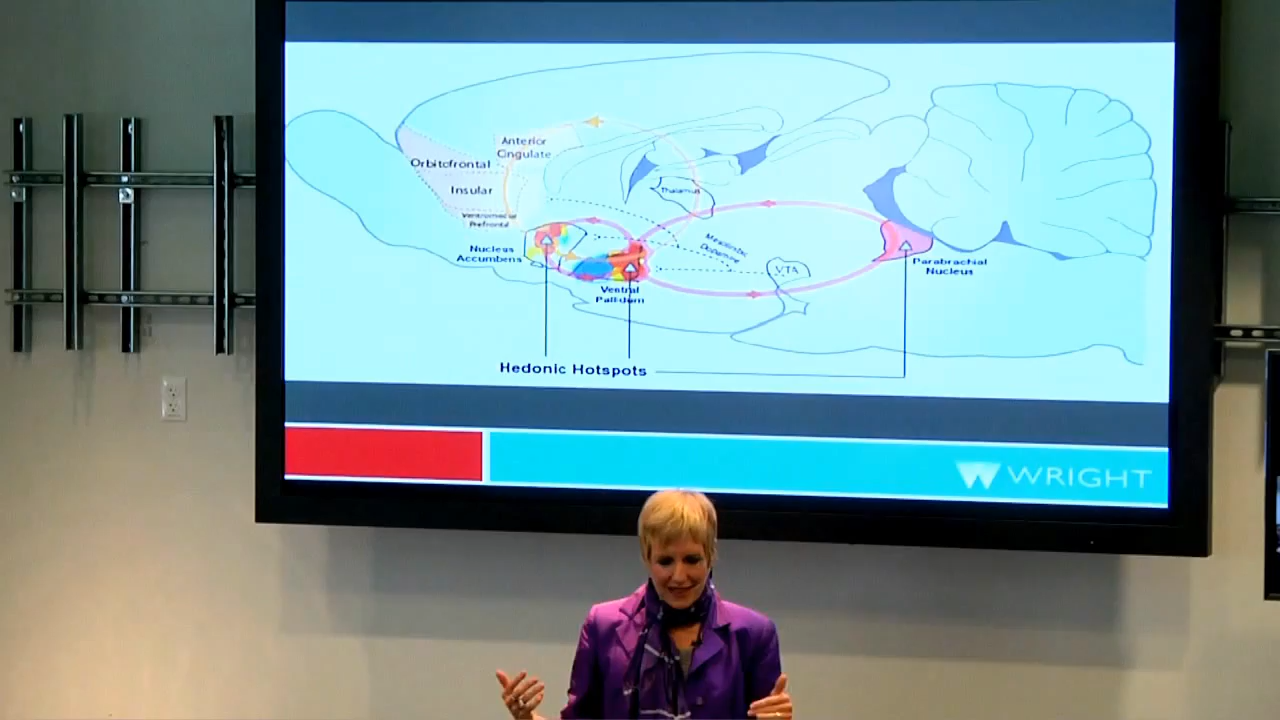 Anterior
Cingulate
Orbitofrontal
Insular
Thalamus
Ventromedial
Prefrontal
Nucleus
Accumbens
Mesolimbic
Dopamine
VTA
Parabrachial
Nucleus
Ventral
Pallidum
Hedonic Hotspots
WRIGHT